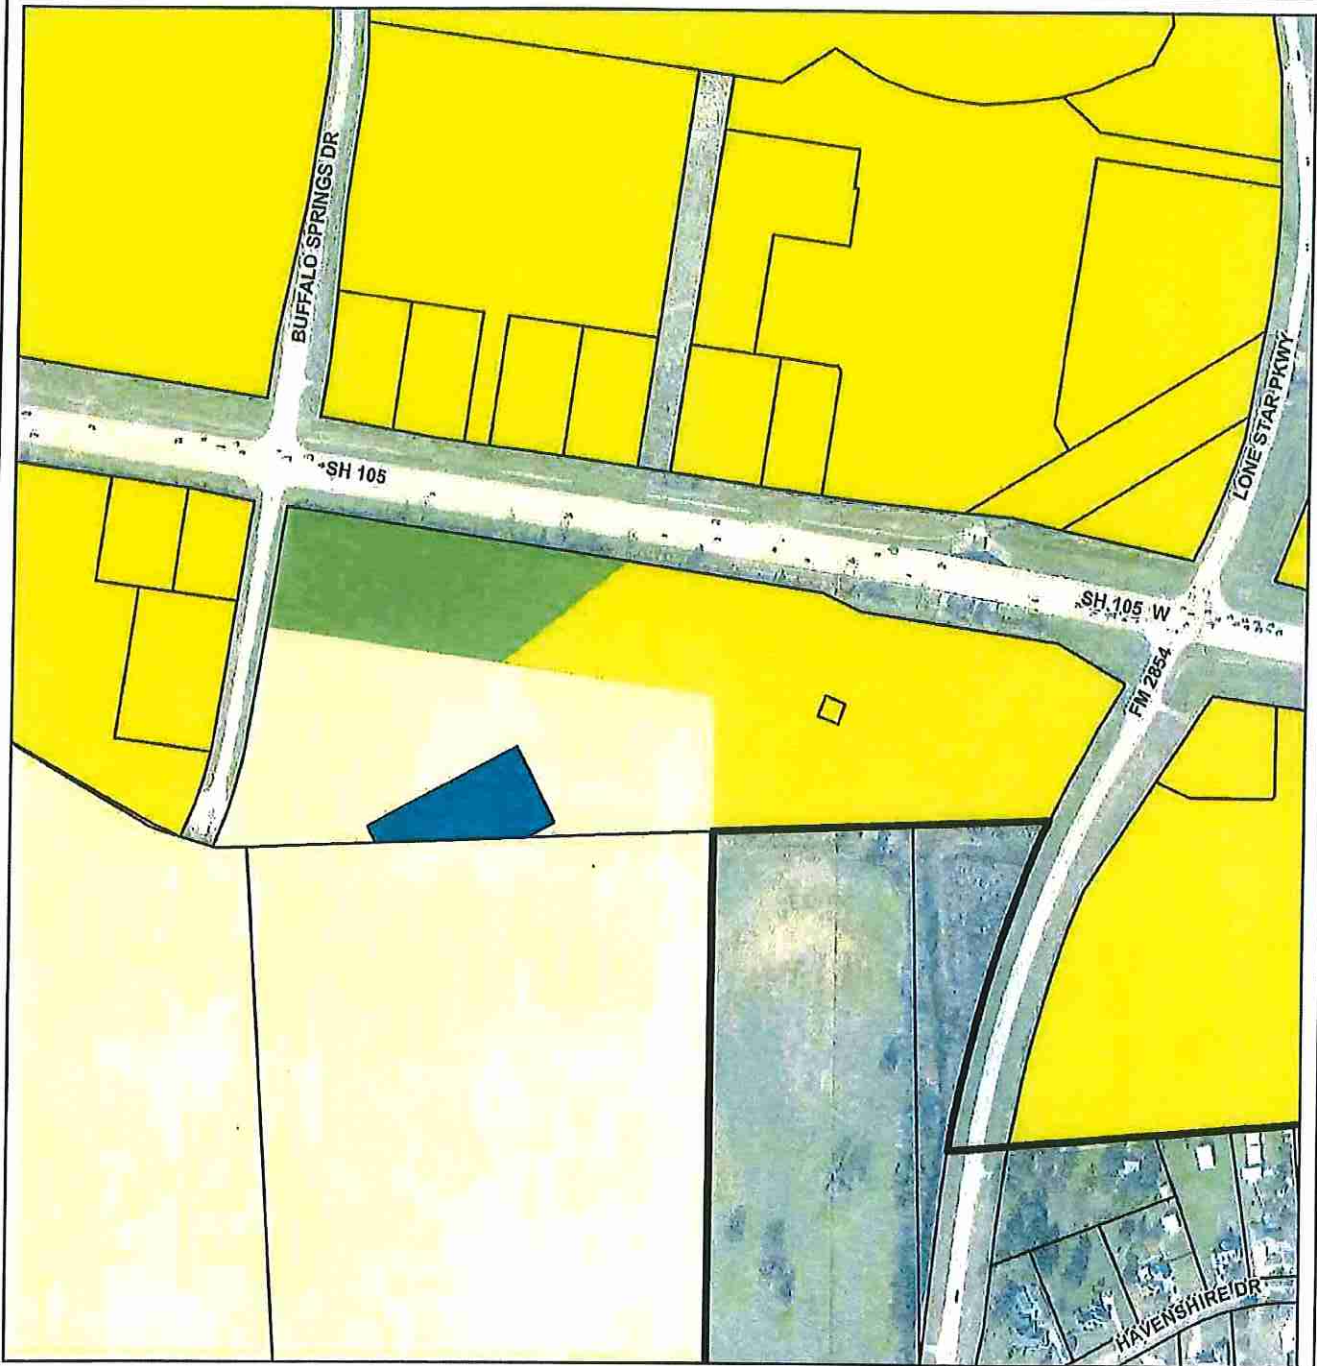 BUFFALO SPRINGS DR
LONE STAR PKWY
SH 105
SH 105 W
FM 2854
HAVENSHIRE DR